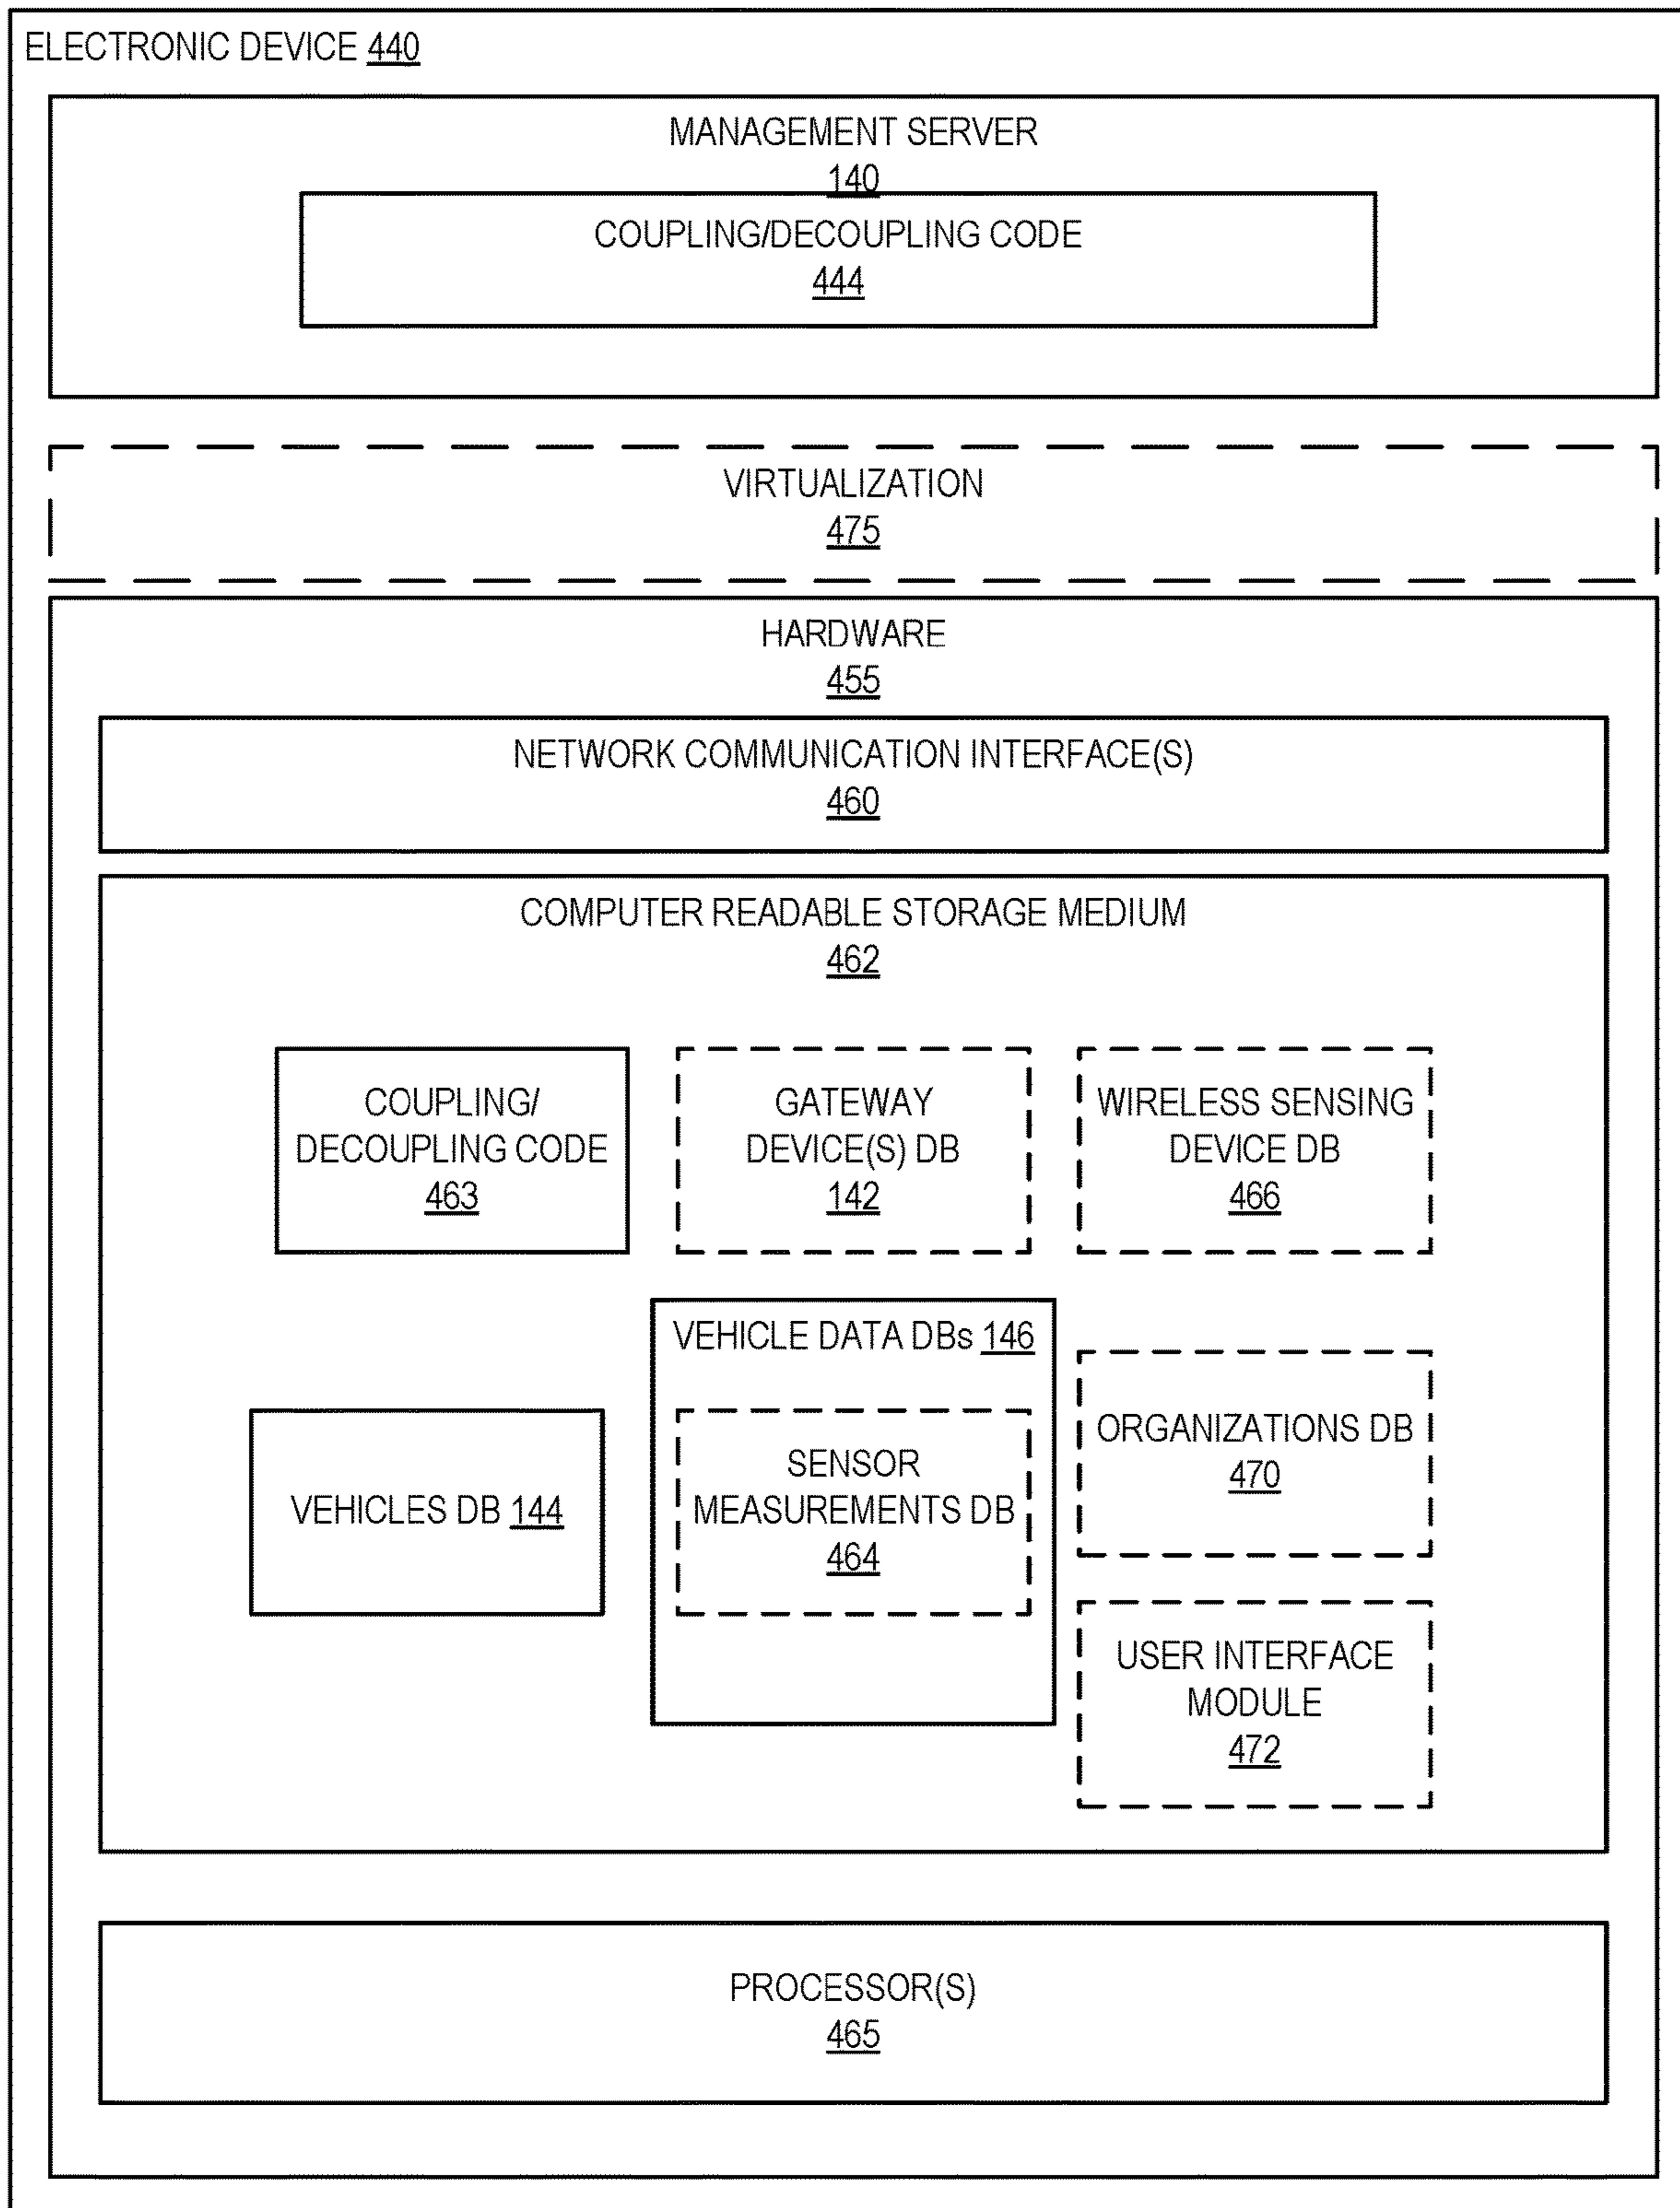 ELECTRONIC DEVICE 440
MANAGEMENT SERVER
140
COUPLING/DECOUPLING CODE
444
VIRTUALIZATION
475
HARDWARE
455
NETWORK COMMUNICATION INTERFACE(S)
460
COMPUTER READABLE STORAGE MEDIUM
462
COUPLING/
DECOUPLING CODE
463
GATEWAY
DEVICE(S) DB
142
WIRELESS SENSING
DEVICE DB
466
VEHICLES DB 144
VEHICLE DATA DBs 146
SENSOR
MEASUREMENTS DB
464
ORGANIZATIONS DB
470
USER INTERFACE
MODULE
472
PROCESSOR(S)
465